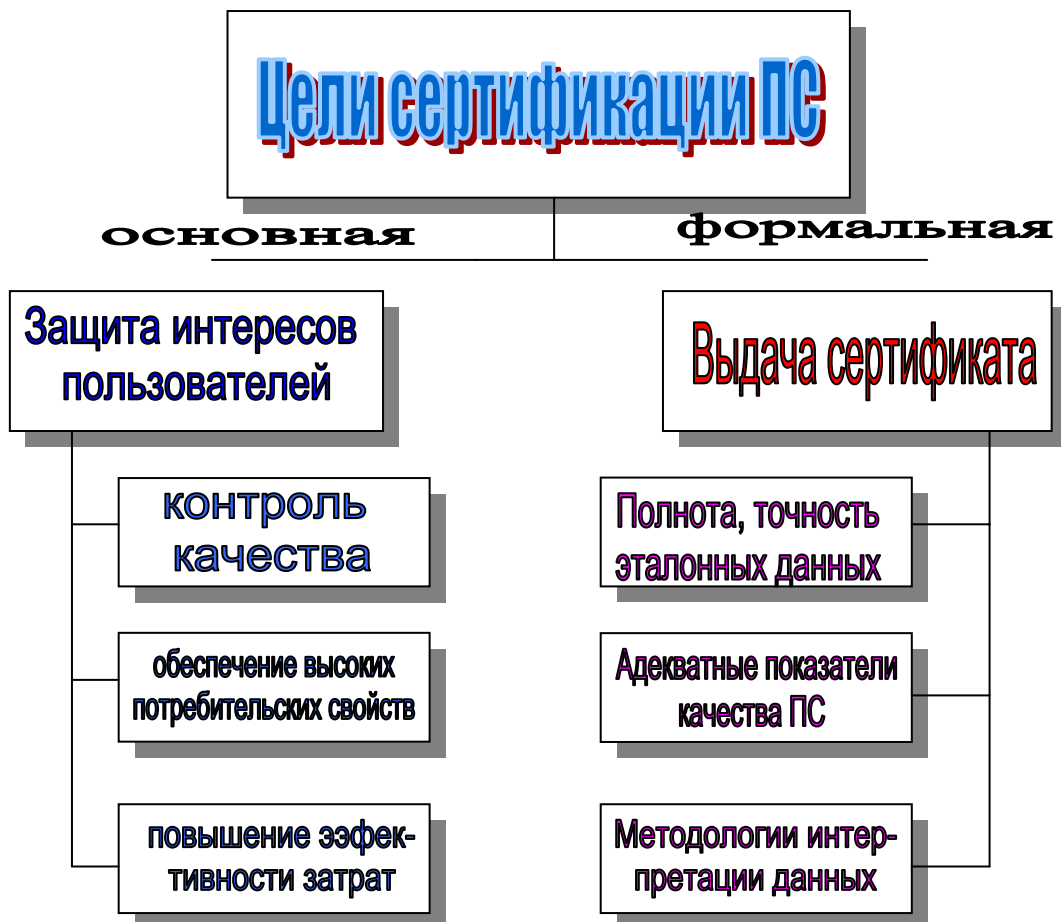 Цели сертификации ПС
основная
формальная
Защита интересов
пользователей
контроль
качества
обеспечение высоких
потребительских свойств
повышение ээфек-
тивности затрат
Выдача сертификата
Полнота, точность
эталонных данных
Адекватные показатели
качества ПС
Методологии интер-
претации данных